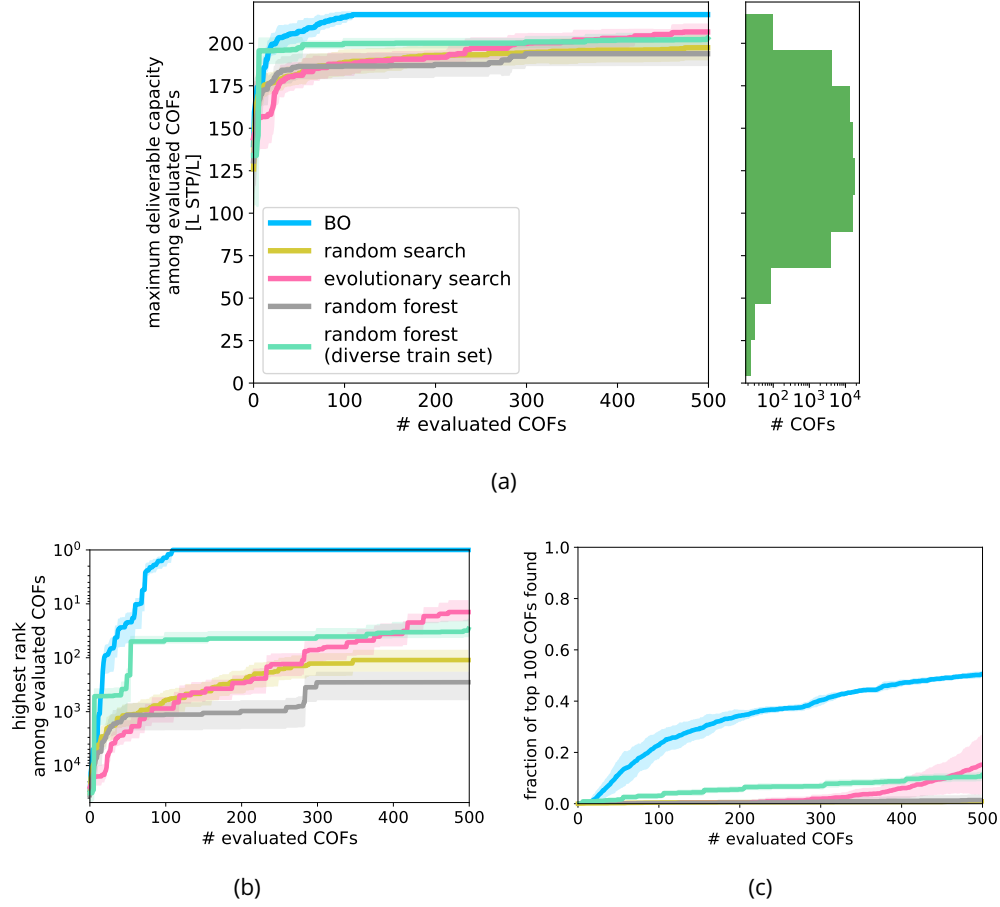 maximum deliverable capacity
among evaluated COFs
[L STP/L]
200
175
150
125
100
75
50
25
0
BO
random search
evolutionary search
random forest
random forest
(diverse train set)
0 100 200 300 400 500
# evaluated COFs
10² 10³ 10⁴
# COFs
(a)
highest rank
among evaluated COFs
10⁰
10¹
10²
10³
10⁴
0 100 200 300 400 500
# evaluated COFs
(b)
fraction of top 100 COFs found
1.0
0.8
0.6
0.4
0.2
0.0
0 100 200 300 400 500
# evaluated COFs
(c)